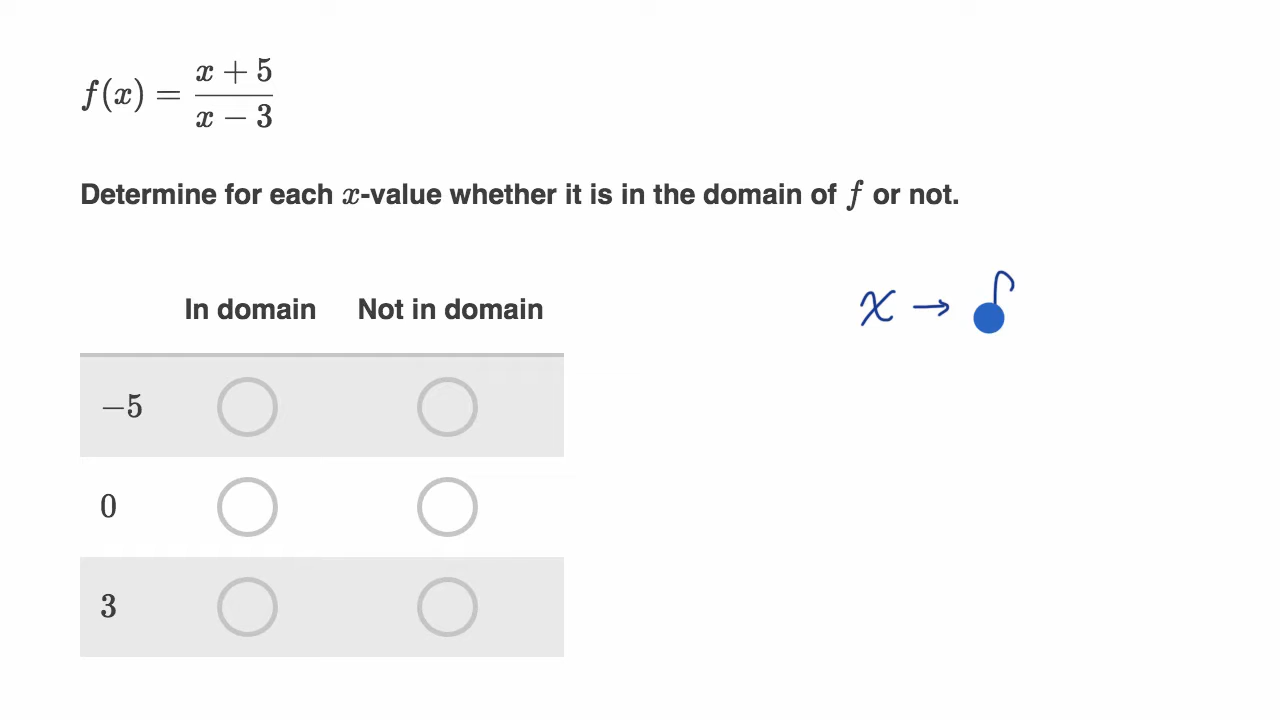 f(x) = \frac{x + 5}{x - 3}
Determine for each x-value whether it is in the domain of f or not.
In domain Not in domain
x →
−5
0
3